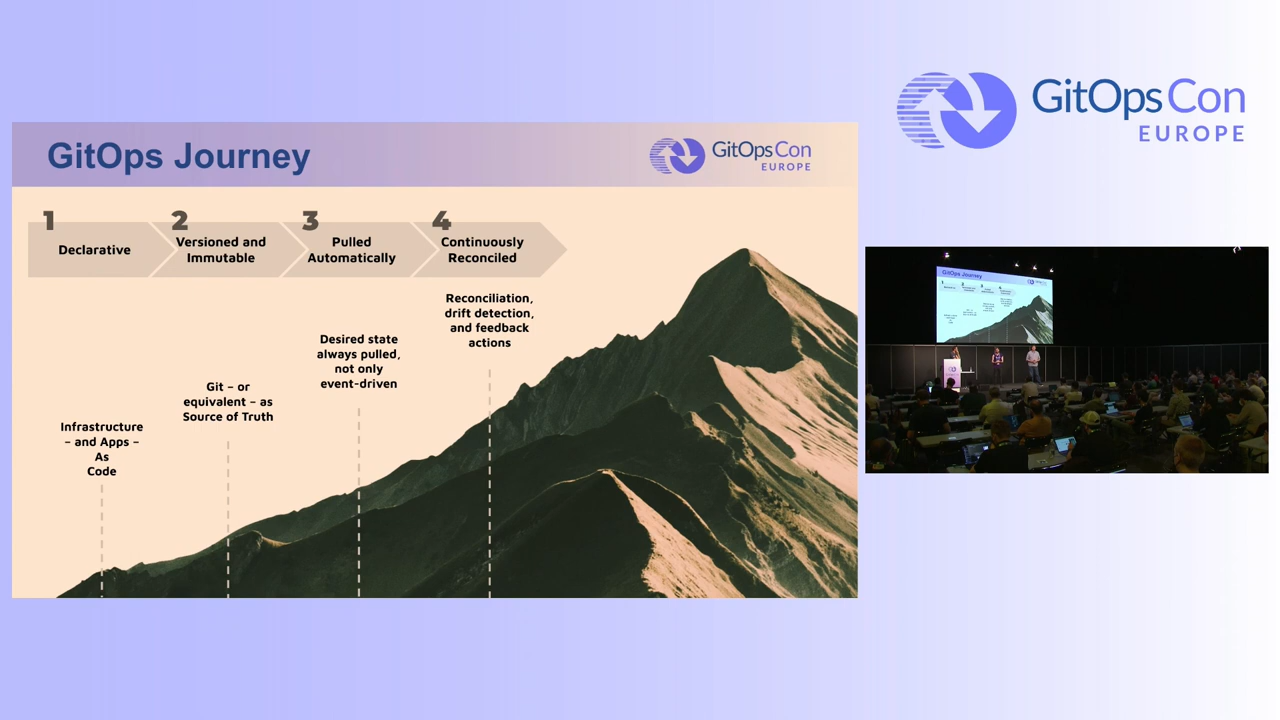 GitOps Con
EUROPE
GitOps Journey
GitOps Con
EUROPE
1
Declarative
2
Versioned and
Immutable
3
Pulled
Automatically
4
Continuously
Reconciled
Infrastructure
– and Apps –
As
Code
Git – or
equivalent – as
Source of Truth
Desired state
always pulled,
not only
event-driven
Reconciliation,
drift detection,
and feedback
actions
GitOps Journey